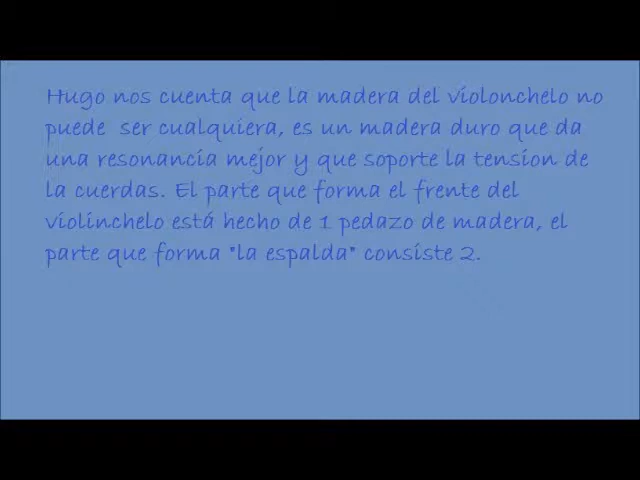 Hugo nos cuenta que la madera del violonchelo no
puede ser cualquiera, es un madera duro que da
una resonancia mejor y que soporte la tension de
la cuerdas. El parte que forma el frente del
violinchelo está hecho de 1 pedazo de madera, el
parte que forma "la espalda" consiste 2.